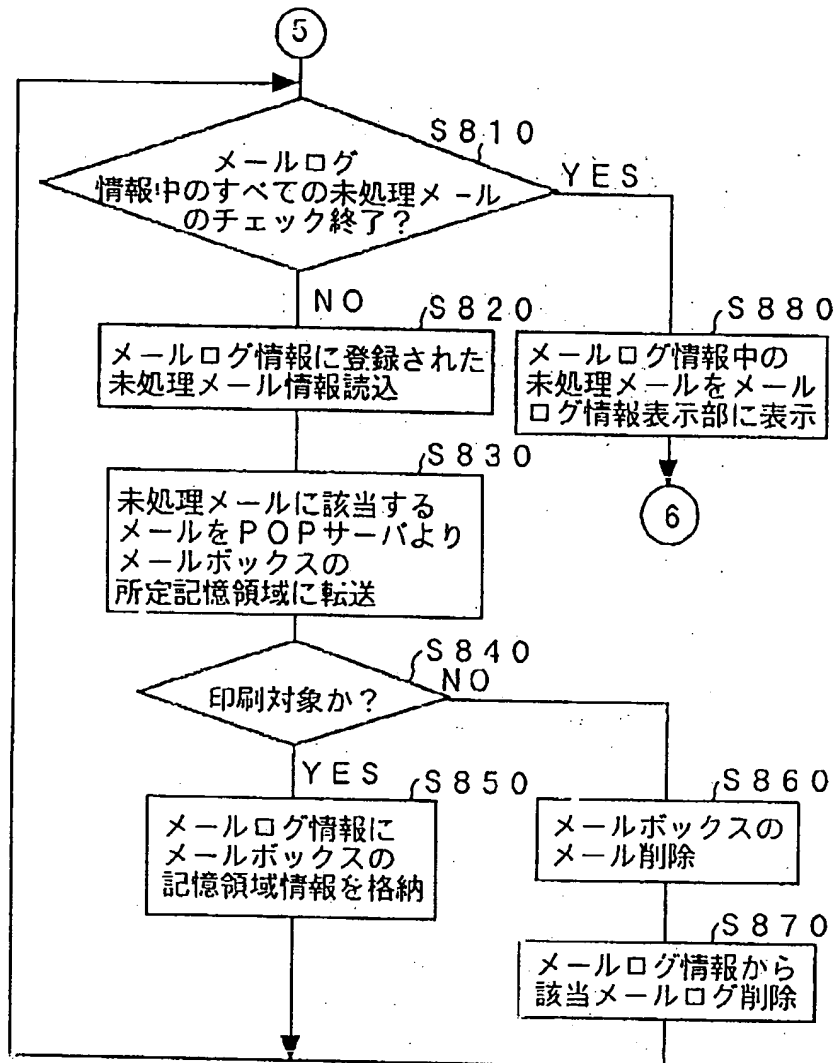 5
S810
メールログ
情報中のすべての未処理メール
のチェック終了?
YES
NO
S820
メールログ情報に登録された
未処理メール情報読込
S880
メールログ情報中の
未処理メールをメール
ログ情報表示部に表示
6
S830
未処理メールに該当する
メールをPOPサーバより
メールボックスの
所定記憶領域に転送
S840
印刷対象か?
NO
YES
S850
メールログ情報に
メールボックスの
記憶領域情報を格納
S860
メールボックスの
メール削除
S870
メールログ情報から
該当メールログ削除